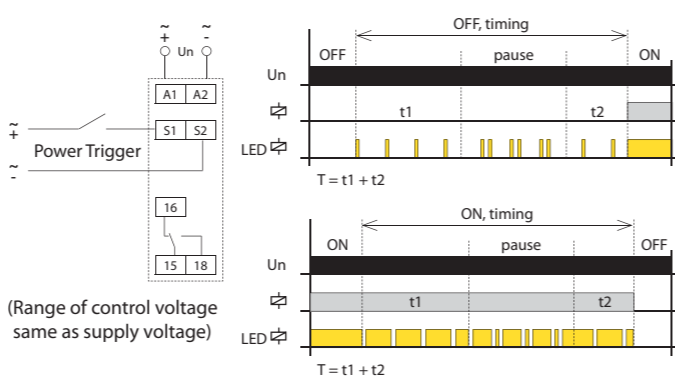 ~
+
Un
~
-
A1 A2
~
+
S1 S2
Power Trigger
~
-
16
15 18
(Range of control voltage
same as supply voltage)
OFF, timing
OFF pause ON
Un
t1 t2
LED
T = t1 + t2
ON, timing
ON pause OFF
Un
t1 t2
LED
T = t1 + t2